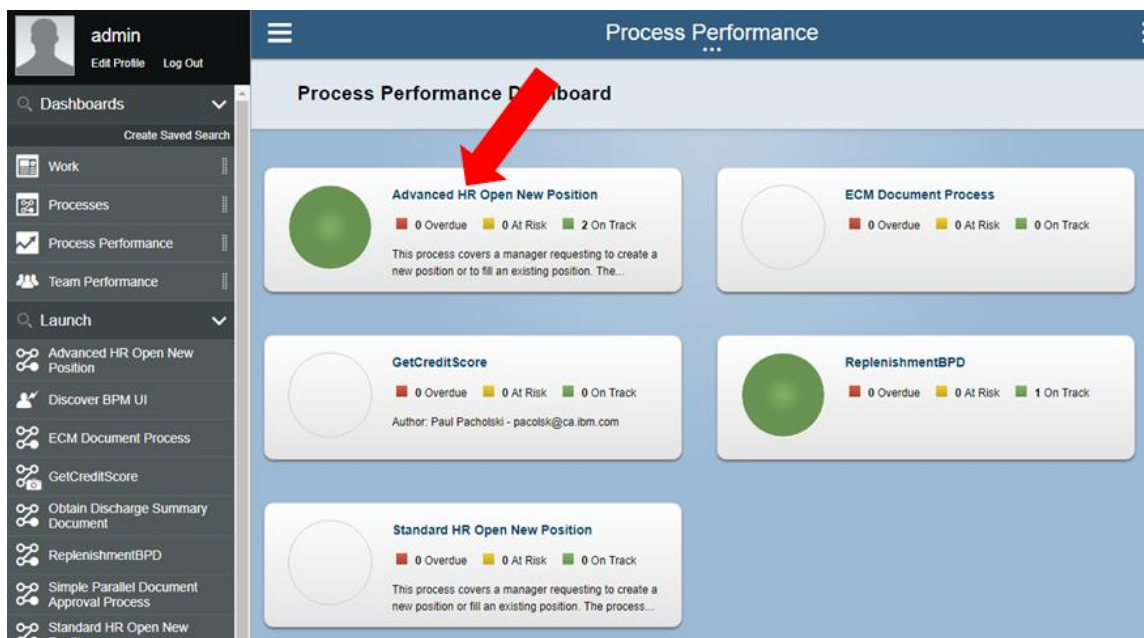 admin
Edit Profile Log Out
Dashboards
Create Saved Search
Work
Processes
Process Performance
Team Performance
Launch
Advanced HR Open New
Position
Discover BPM UI
ECM Document Process
GetCreditScore
Obtain Discharge Summary
Document
ReplenishmentBPD
Simple Parallel Document
Approval Process
Standard HR Open New
Process Performance
Process Performance
Advanced HR Open New Position
0 Overdue 0 At Risk 2 On Track
This process covers a manager requesting to create a
new position or to fill an existing position. The...
ECM Document Process
0 Overdue 0 At Risk 0 On Track
GetCreditScore
0 Overdue 0 At Risk 0 On Track
Author: Paul Pacholski - pacolsk@ca.ibm.com
ReplenishmentBPD
0 Overdue 0 At Risk 1 On Track
Standard HR Open New Position
0 Overdue 0 At Risk 0 On Track
This process covers a manager requesting to create a
new position or fill an existing position. The process...